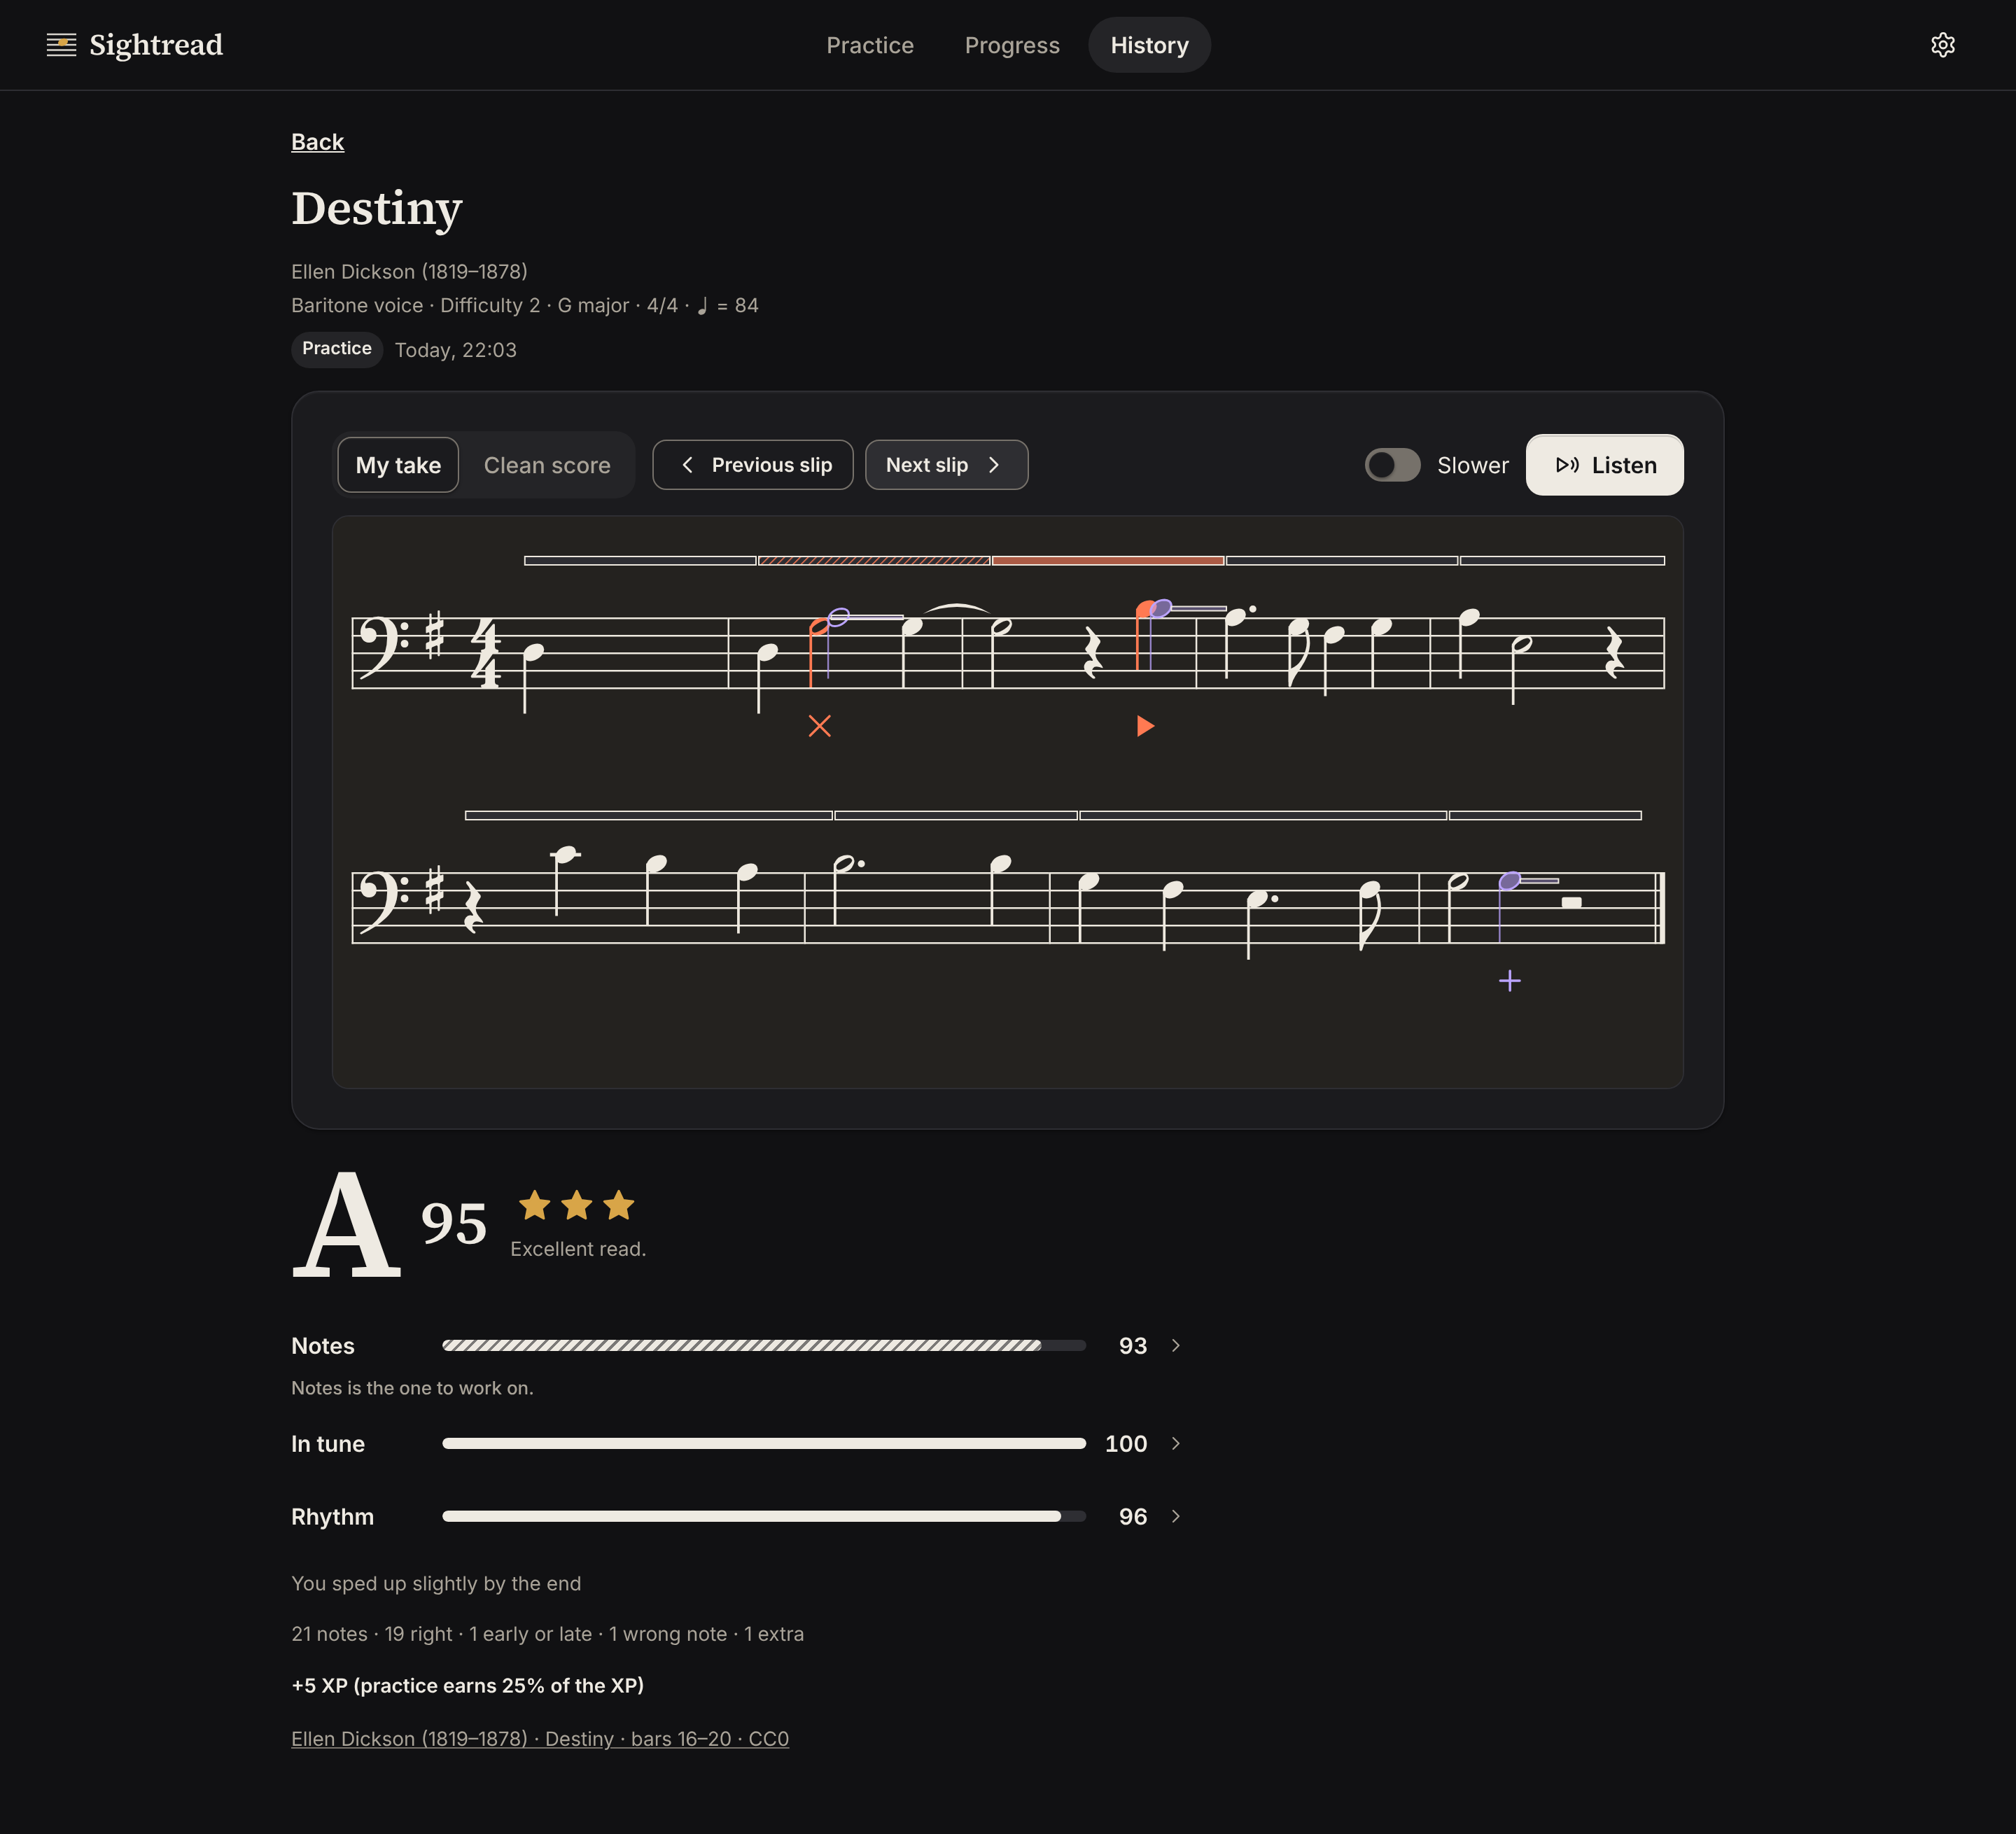 Sightread
Practice Progress History
Back
Destiny
Ellen Dickson (1819–1878)
Baritone voice · Difficulty 2 · G major · 4/4 · ♩ = 84
Practice Today, 22:03
My take Clean score Previous slip Next slip Slower Listen
4
4
A 95
Excellent read.
Notes 93
Notes is the one to work on.
In tune 100
Rhythm 96
You sped up slightly by the end
21 notes · 19 right · 1 early or late · 1 wrong note · 1 extra
+5 XP (practice earns 25% of the XP)
Ellen Dickson (1819–1878) · Destiny · bars 16–20 · CC0